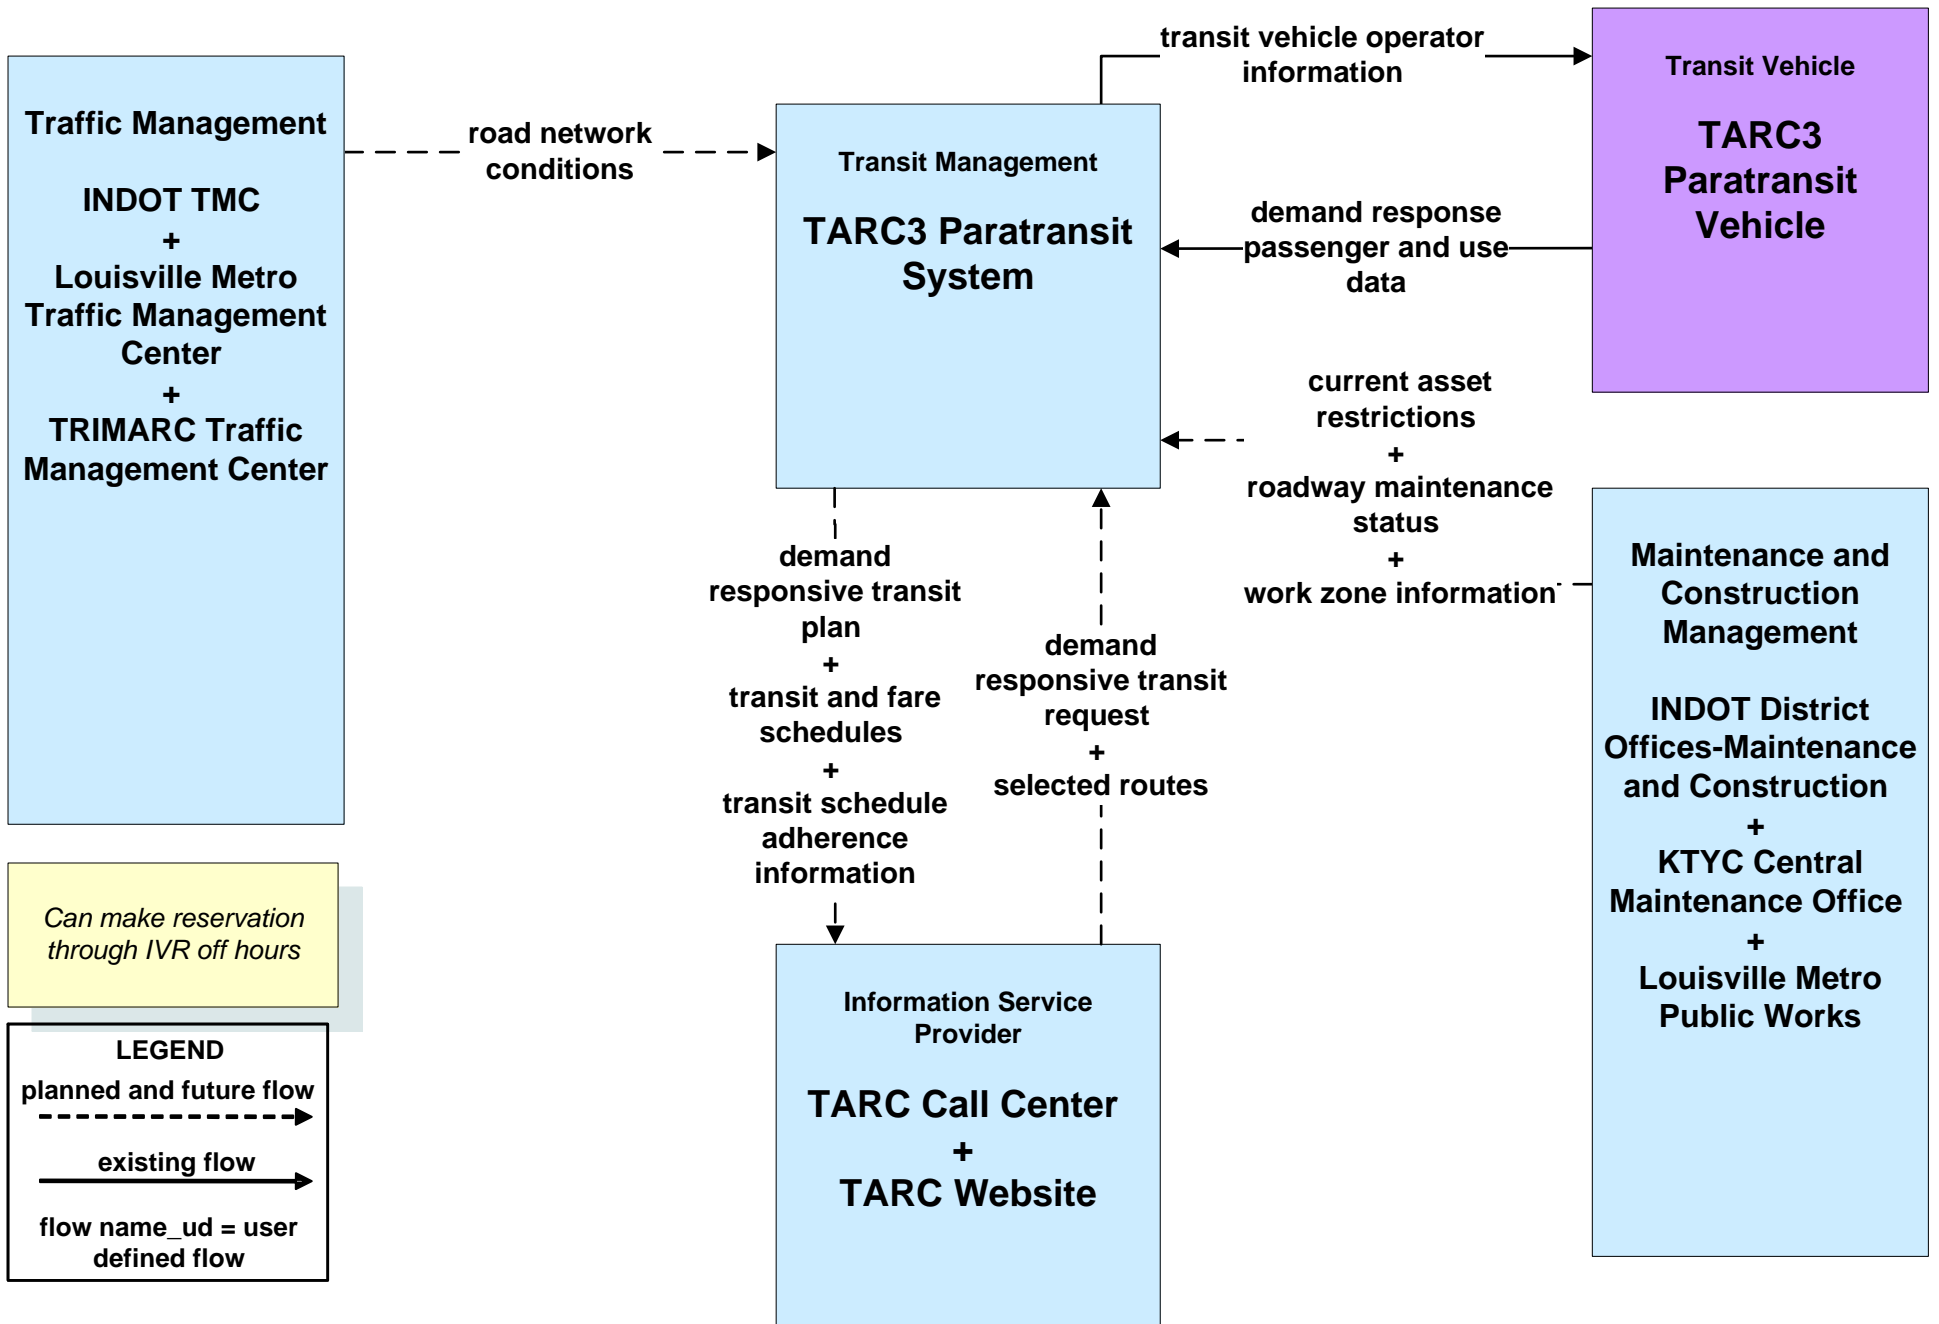 Traffic Management
INDOT TMC
+
Louisville Metro
Traffic Management
Center
+
TRIMARC Traffic
Management Center
road network
conditions
Transit Management
TARC3 Paratransit
System
transit vehicle operator
information
Transit Vehicle
TARC3
Paratransit
Vehicle
demand response
passenger and use
data
current asset
restrictions
+
roadway maintenance
status
+
work zone information
Maintenance and
Construction
Management
INDOT District
Offices-Maintenance
and Construction
+
KTYC Central
Maintenance Office
+
Louisville Metro
Public Works
demand
responsive transit
plan
+
transit and fare
schedules
+
transit schedule
adherence
information
demand
responsive transit
request
+
selected routes
Information Service
Provider
TARC Call Center
+
TARC Website
Can make reservation
through IVR off hours
LEGEND
planned and future flow
existing flow
flow name_ud = user
defined flow